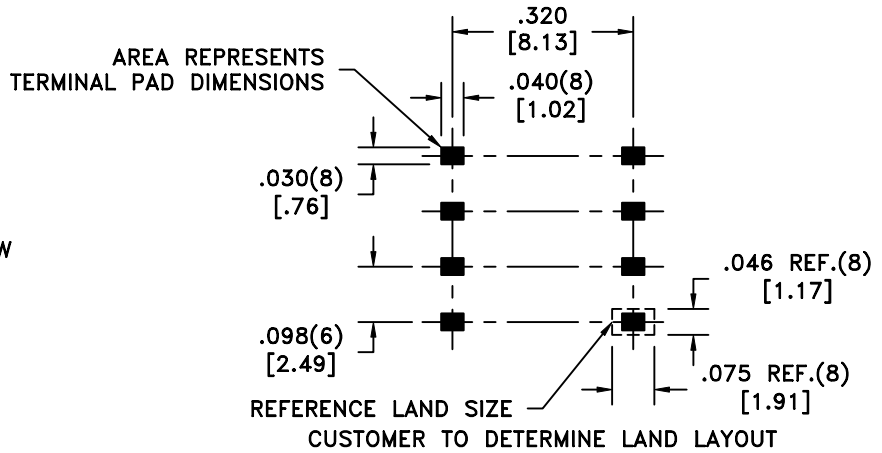 .320
[8.13]
AREA REPRESENTS
TERMINAL PAD DIMENSIONS
.040(8)
[1.02]
.030(8)
[.76]
W
.046 REF.(8)
[1.17]
.098(6)
[2.49]
.075 REF.(8)
[1.91]
REFERENCE LAND SIZE
CUSTOMER TO DETERMINE LAND LAYOUT